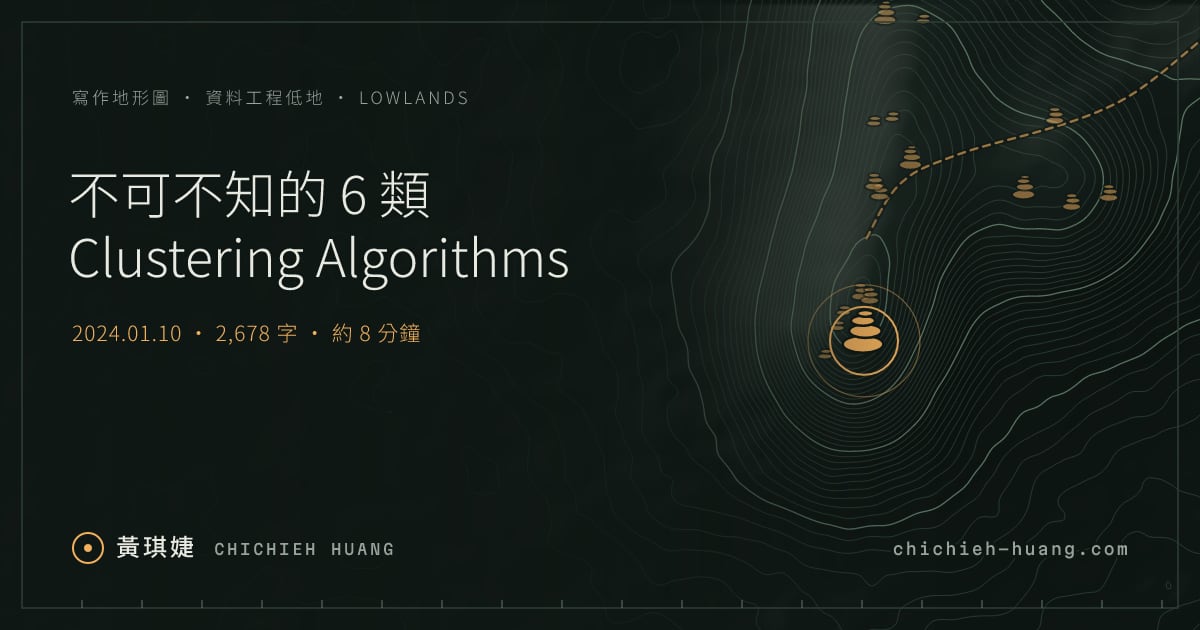 寫作地形圖 · 資料工程低地 · LOWLANDS
不可不知的 6 類
Clustering Algorithms
2024.01.10 · 2,678 字 · 約 8 分鐘
黃琪婕 CHICHIEH HUANG
chichieh-huang.com